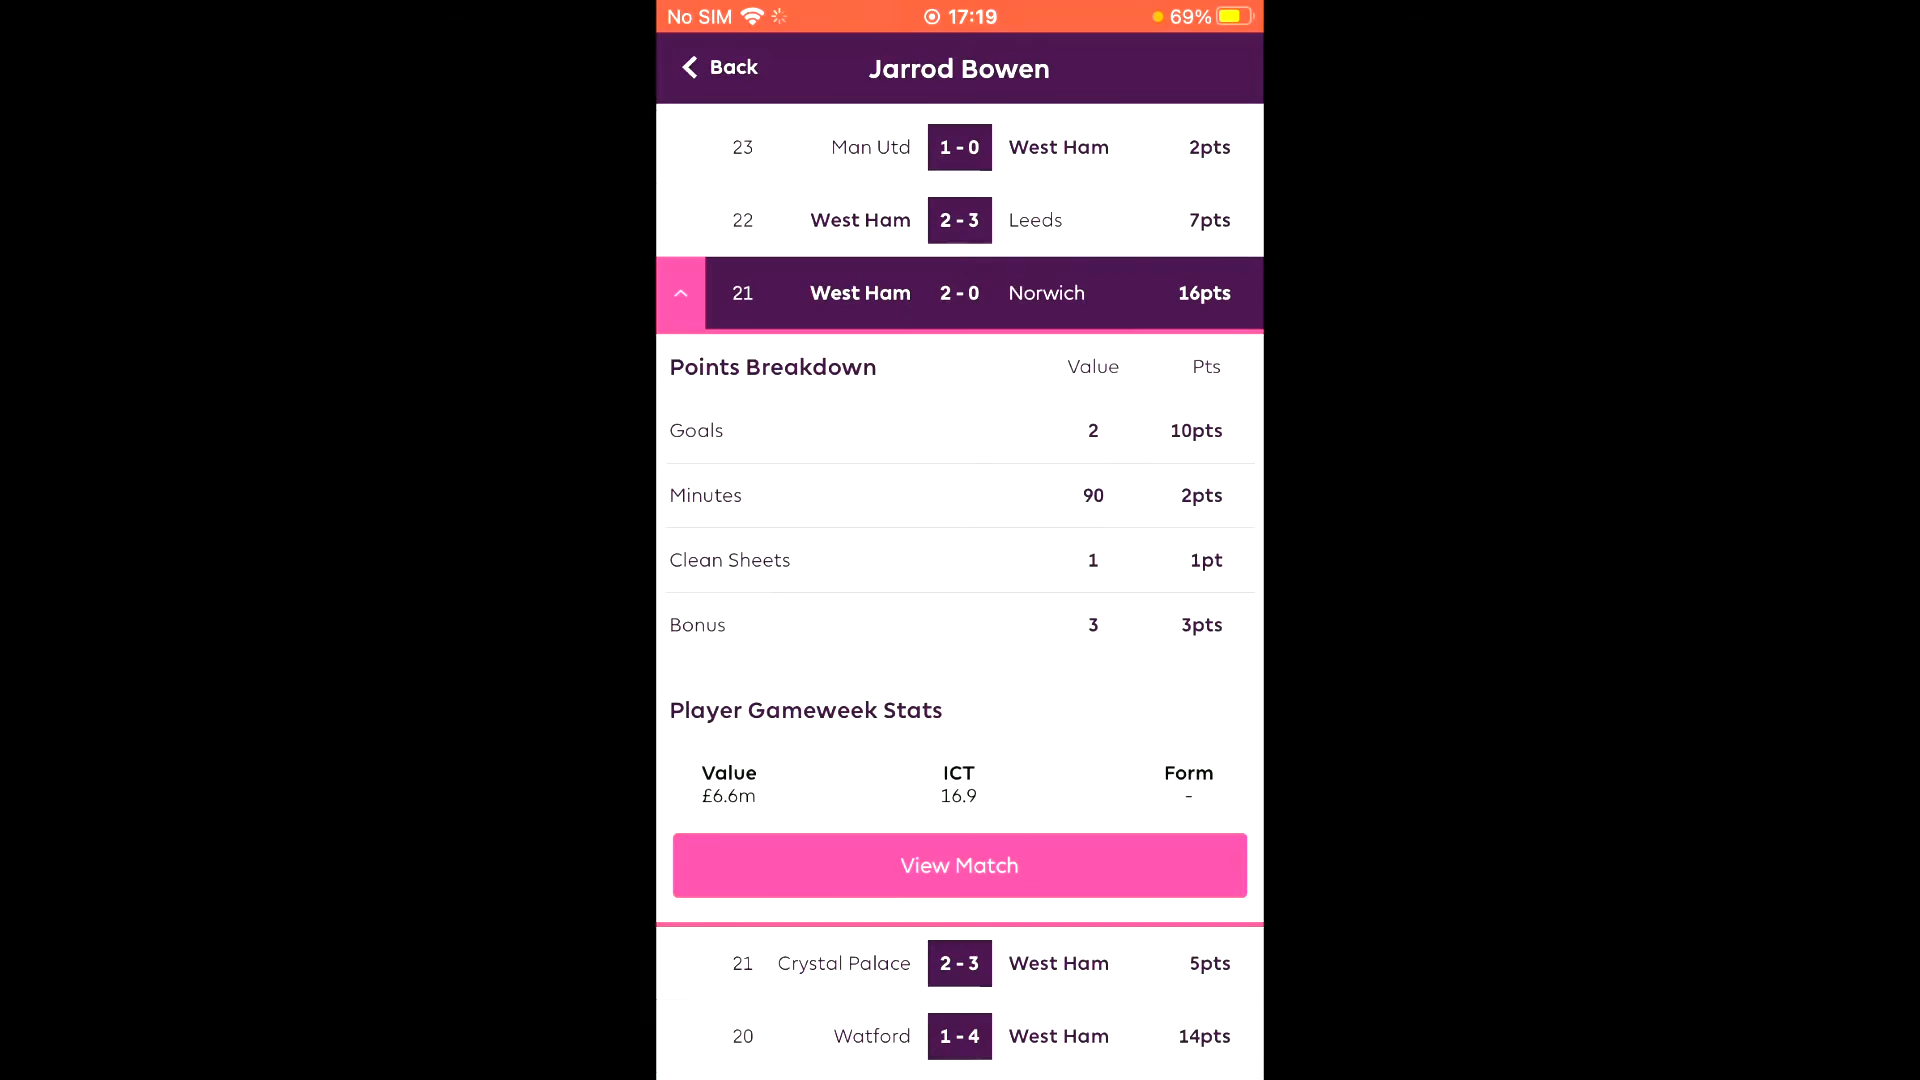 No SIM 17:19 69%
Back Jarrod Bowen
23 Man Utd 1 - 0 West Ham 2pts
22 West Ham 2 - 3 Leeds 7pts
21 West Ham 2 - 0 Norwich 16pts
Points Breakdown Value Pts
Goals 2 10pts
Minutes 90 2pts
Clean Sheets 1 1pt
Bonus 3 3pts
Player Gameweek Stats
Value ICT Form
£6.6m 16.9 -
View Match
21 Crystal Palace 2 - 3 West Ham 5pts
20 Watford 1 - 4 West Ham 14pts